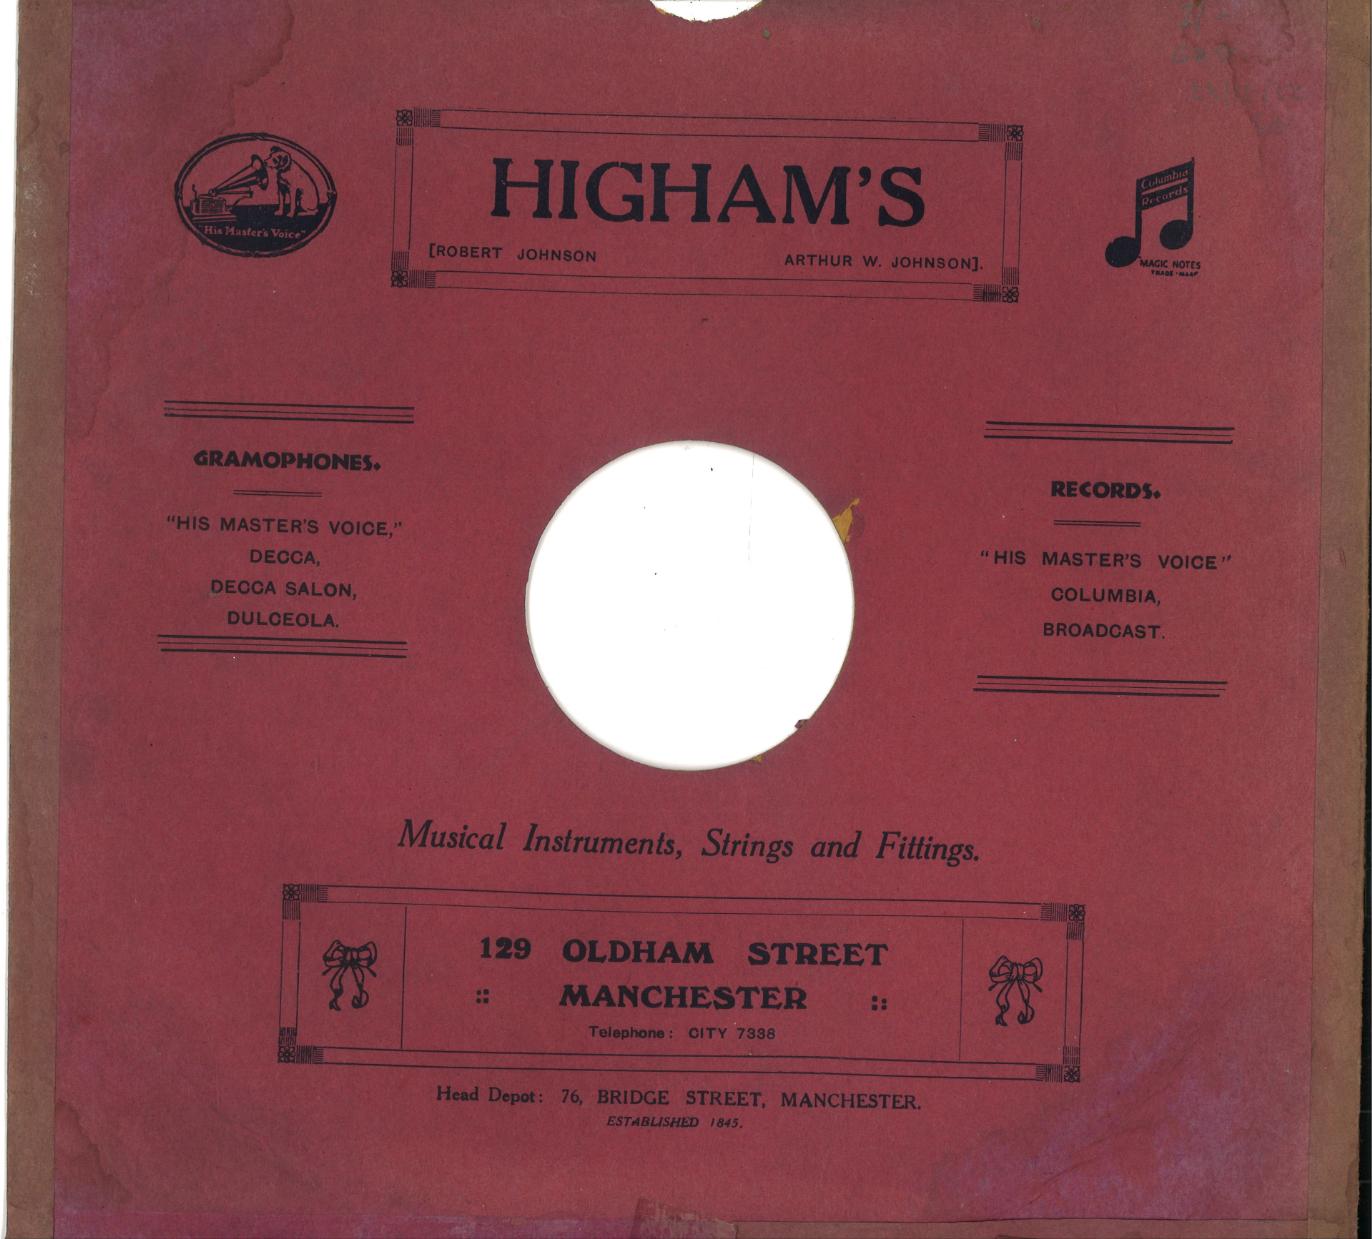 HIGHAM'S
[ROBERT JOHNSON ARTHUR W. JOHNSON].
"His Master's Voice"
Columbia
Records
MAGIC NOTES
TRADE - MARK
GRAMOPHONES.
"HIS MASTER'S VOICE,"
DECCA,
DECCA SALON,
DULCEOLA.
RECORDS.
"HIS MASTER'S VOICE"
COLUMBIA,
BROADCAST.
Musical Instruments, Strings and Fittings.
129 OLDHAM STREET
:: MANCHESTER ::
Telephone: CITY 7338
Head Depot: 76, BRIDGE STREET, MANCHESTER.
ESTABLISHED 1845.